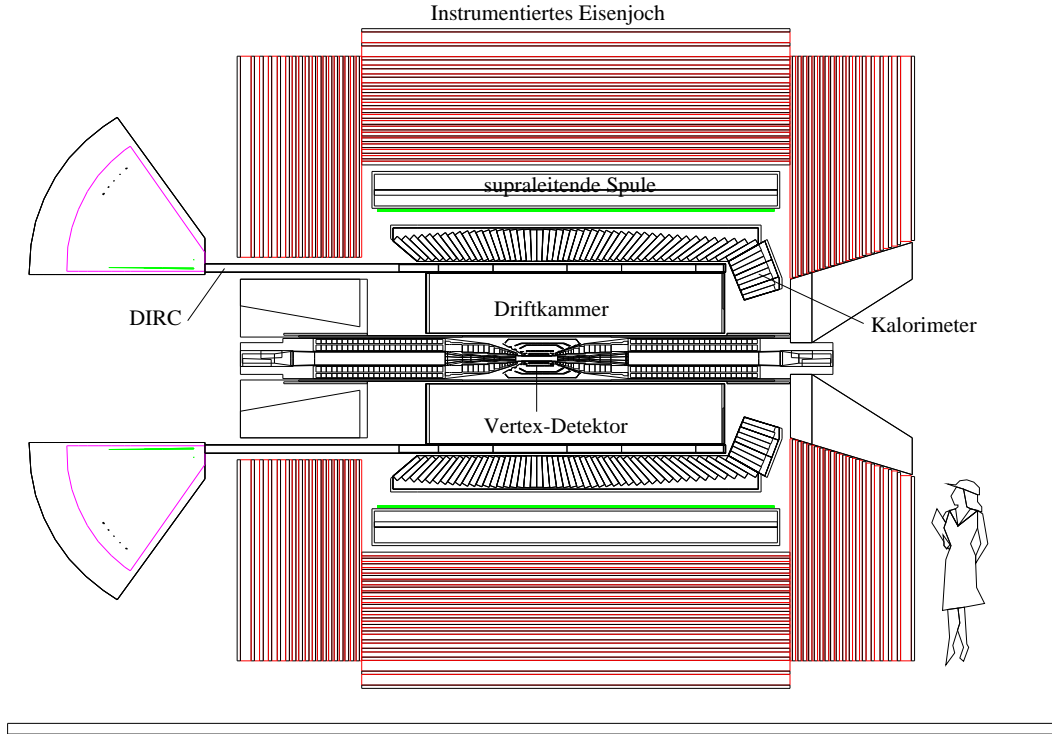 Instrumentiertes Eisenjoch
supraleitende Spule
Driftkammer
DIRC
Kalorimeter
Vertex-Detektor